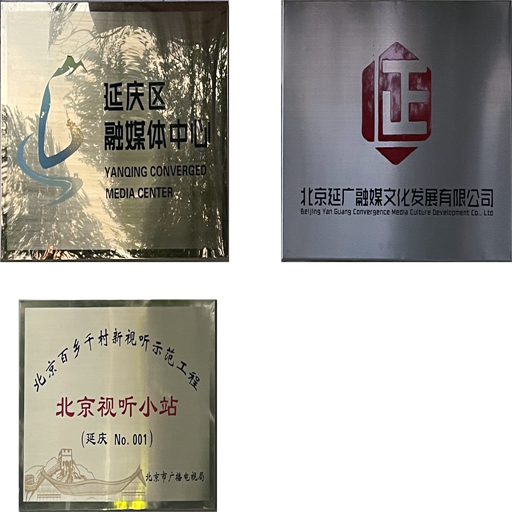 延庆区
融媒体中心
YANQING CONVERGED
MEDIA CENTER
北京延广融媒文化发展有限公司
Beijing Yan Guang Convergence Media Culture Development Co., Ltd
北京百乡千村新视听示范工程
北京视听小站
(延庆 No.001)
北京市广播电视局